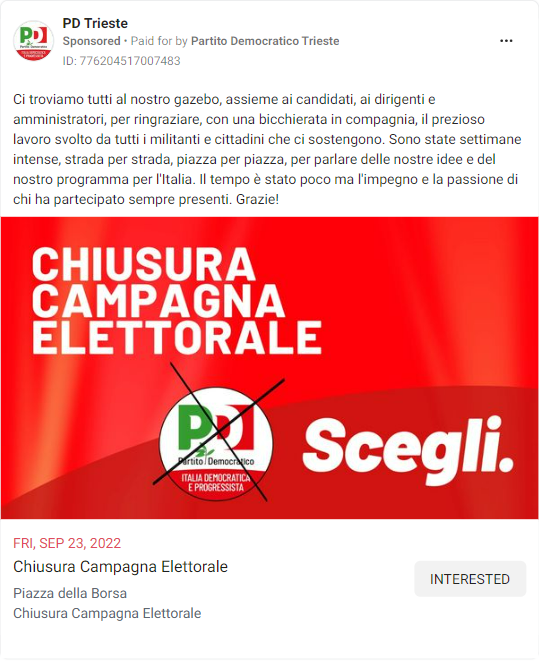 PD Trieste
Sponsored • Paid for by Partito Democratico Trieste
ID: 776204517007483
Ci troviamo tutti al nostro gazebo, assieme ai candidati, ai dirigenti e
amministratori, per ringraziare, con una bicchierata in compagnia, il prezioso
lavoro svolto da tutti i militanti e cittadini che ci sostengono. Sono state settimane
intense, strada per strada, piazza per piazza, per parlare delle nostre idee e del
nostro programma per l'Italia. Il tempo è stato poco ma l'impegno e la passione di
chi ha partecipato sempre presenti. Grazie!
CHIUSURA
CAMPAGNA
ELETTORALE
PD
Partito Democratico
ITALIA DEMOCRATICA
E PROGRESSISTA
Scegli.
FRI, SEP 23, 2022
Chiusura Campagna Elettorale
Piazza della Borsa
Chiusura Campagna Elettorale
INTERESTED